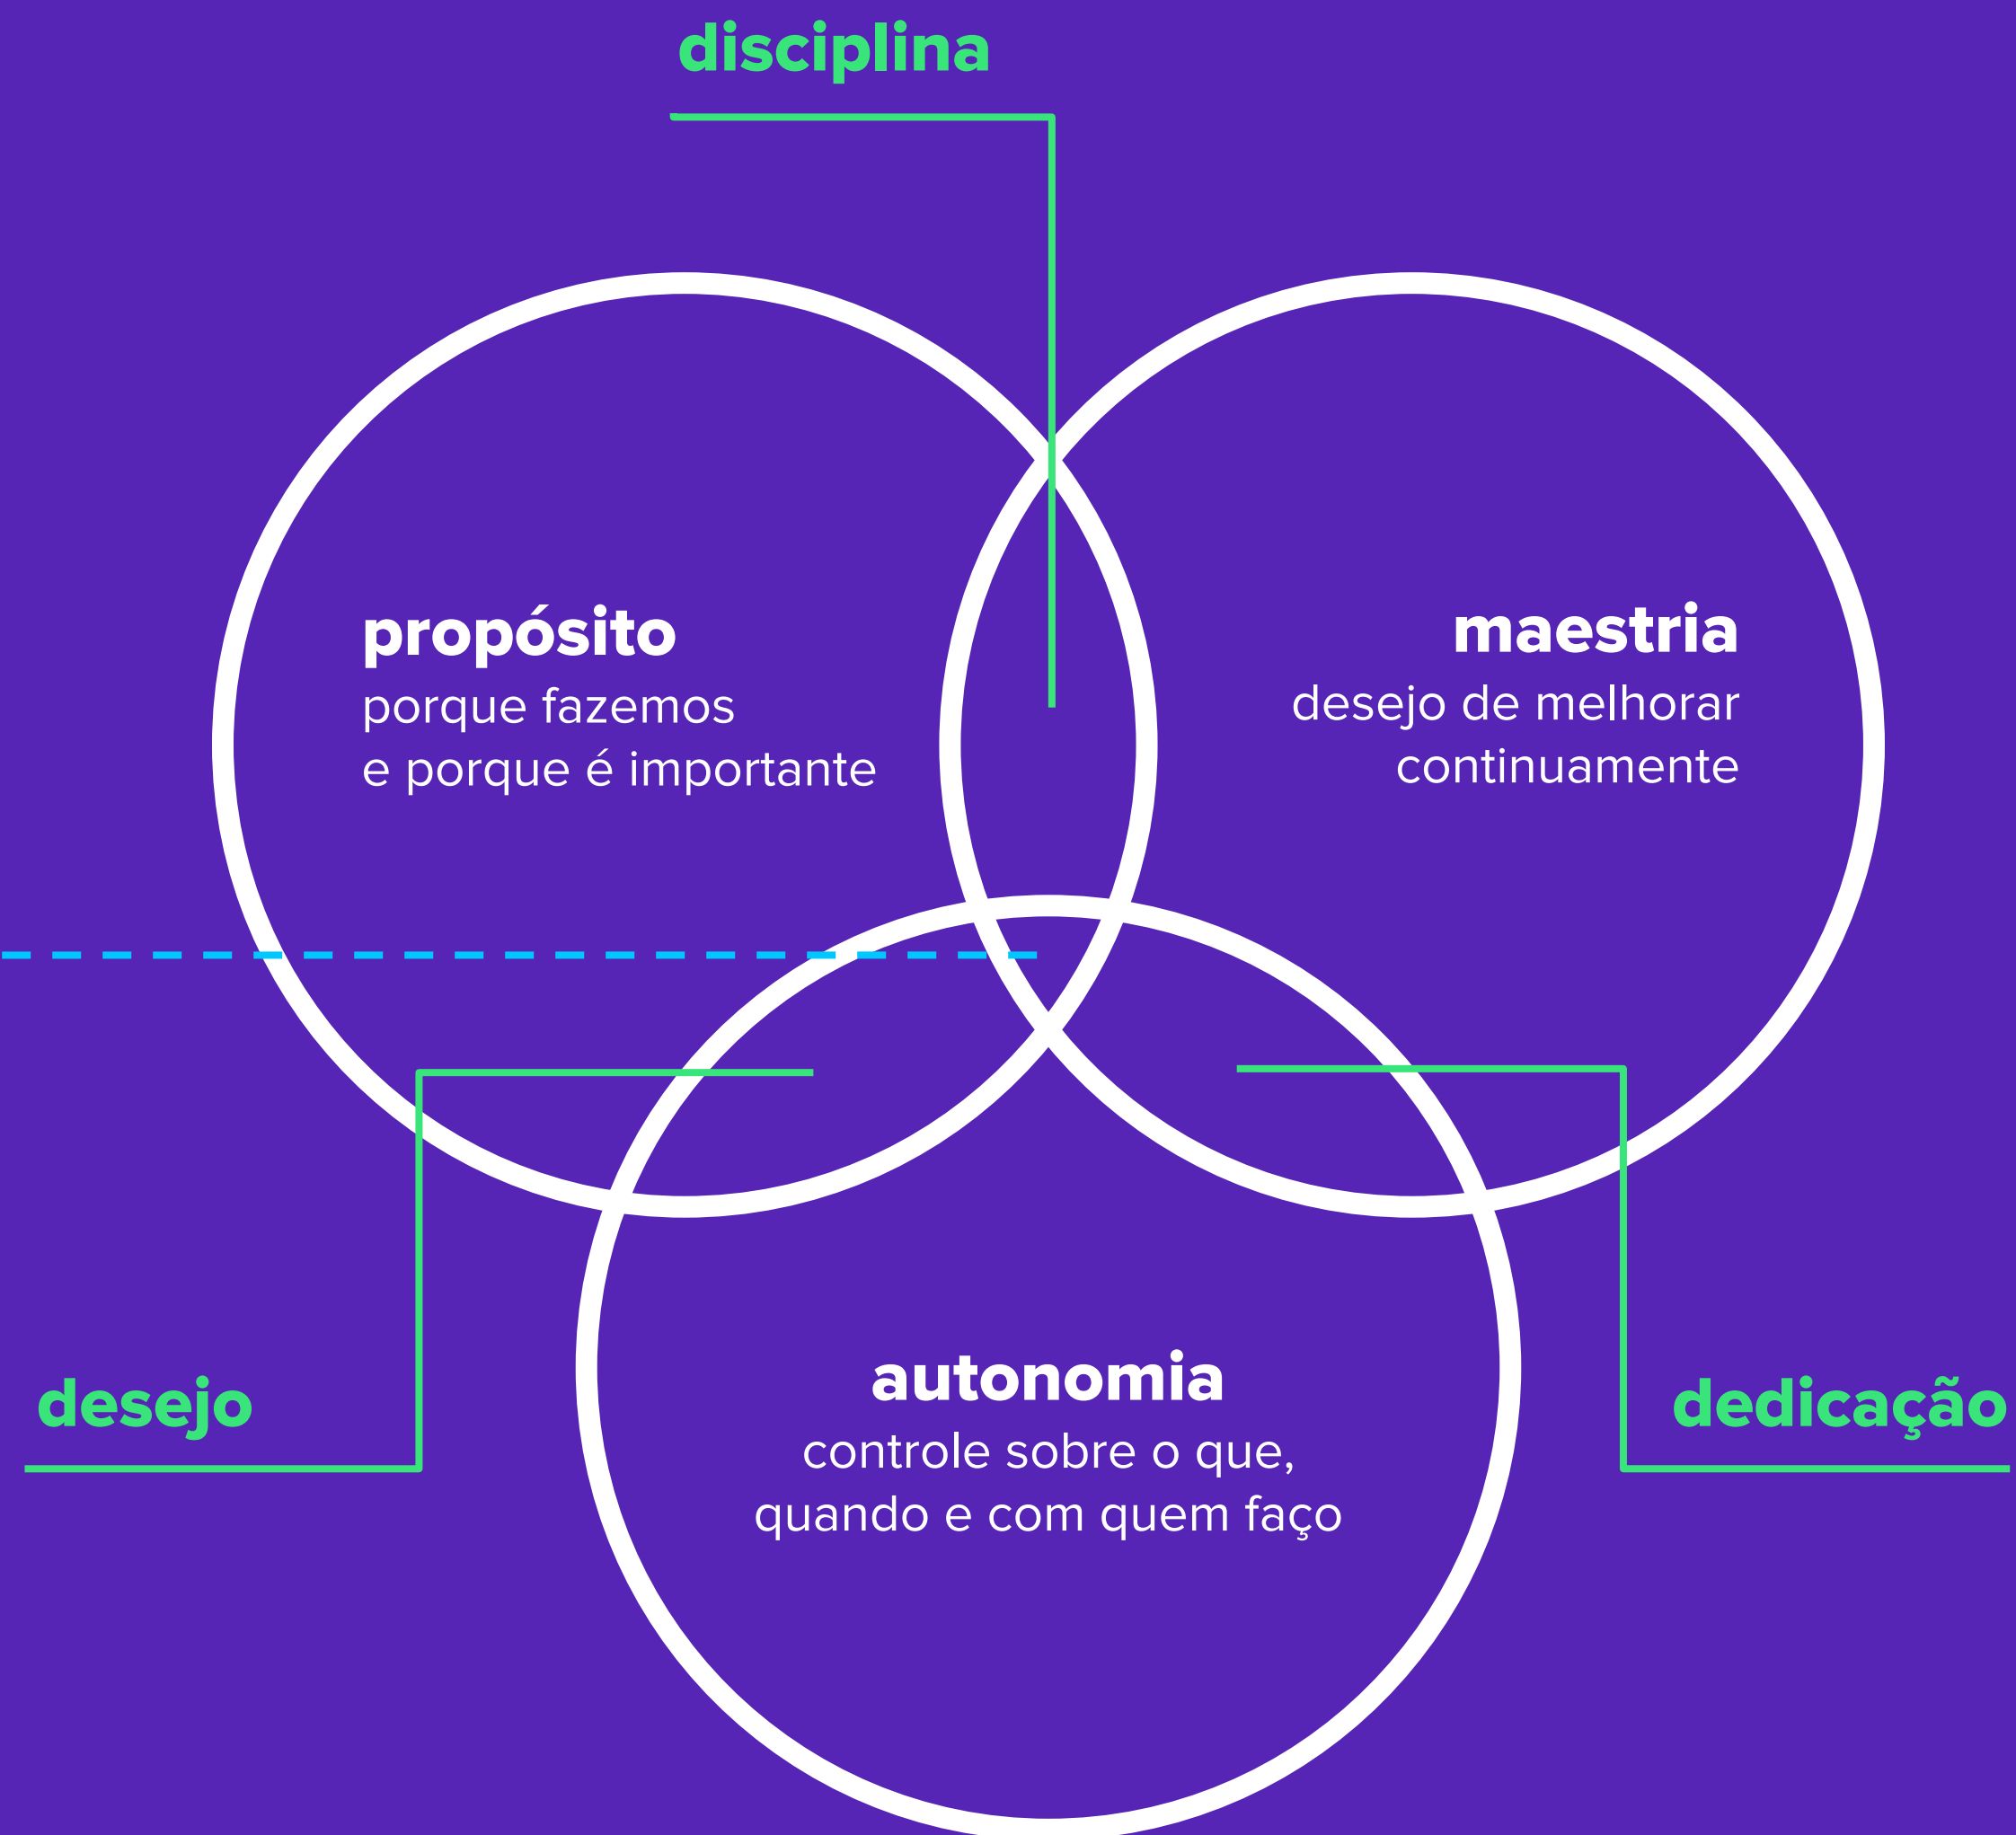 disciplina
propósito
porque fazemos
e porque é importante
maestria
desejo de melhorar
continuamente
autonomia
controle sobre o que,
quando e com quem faço
desejo
dedicação